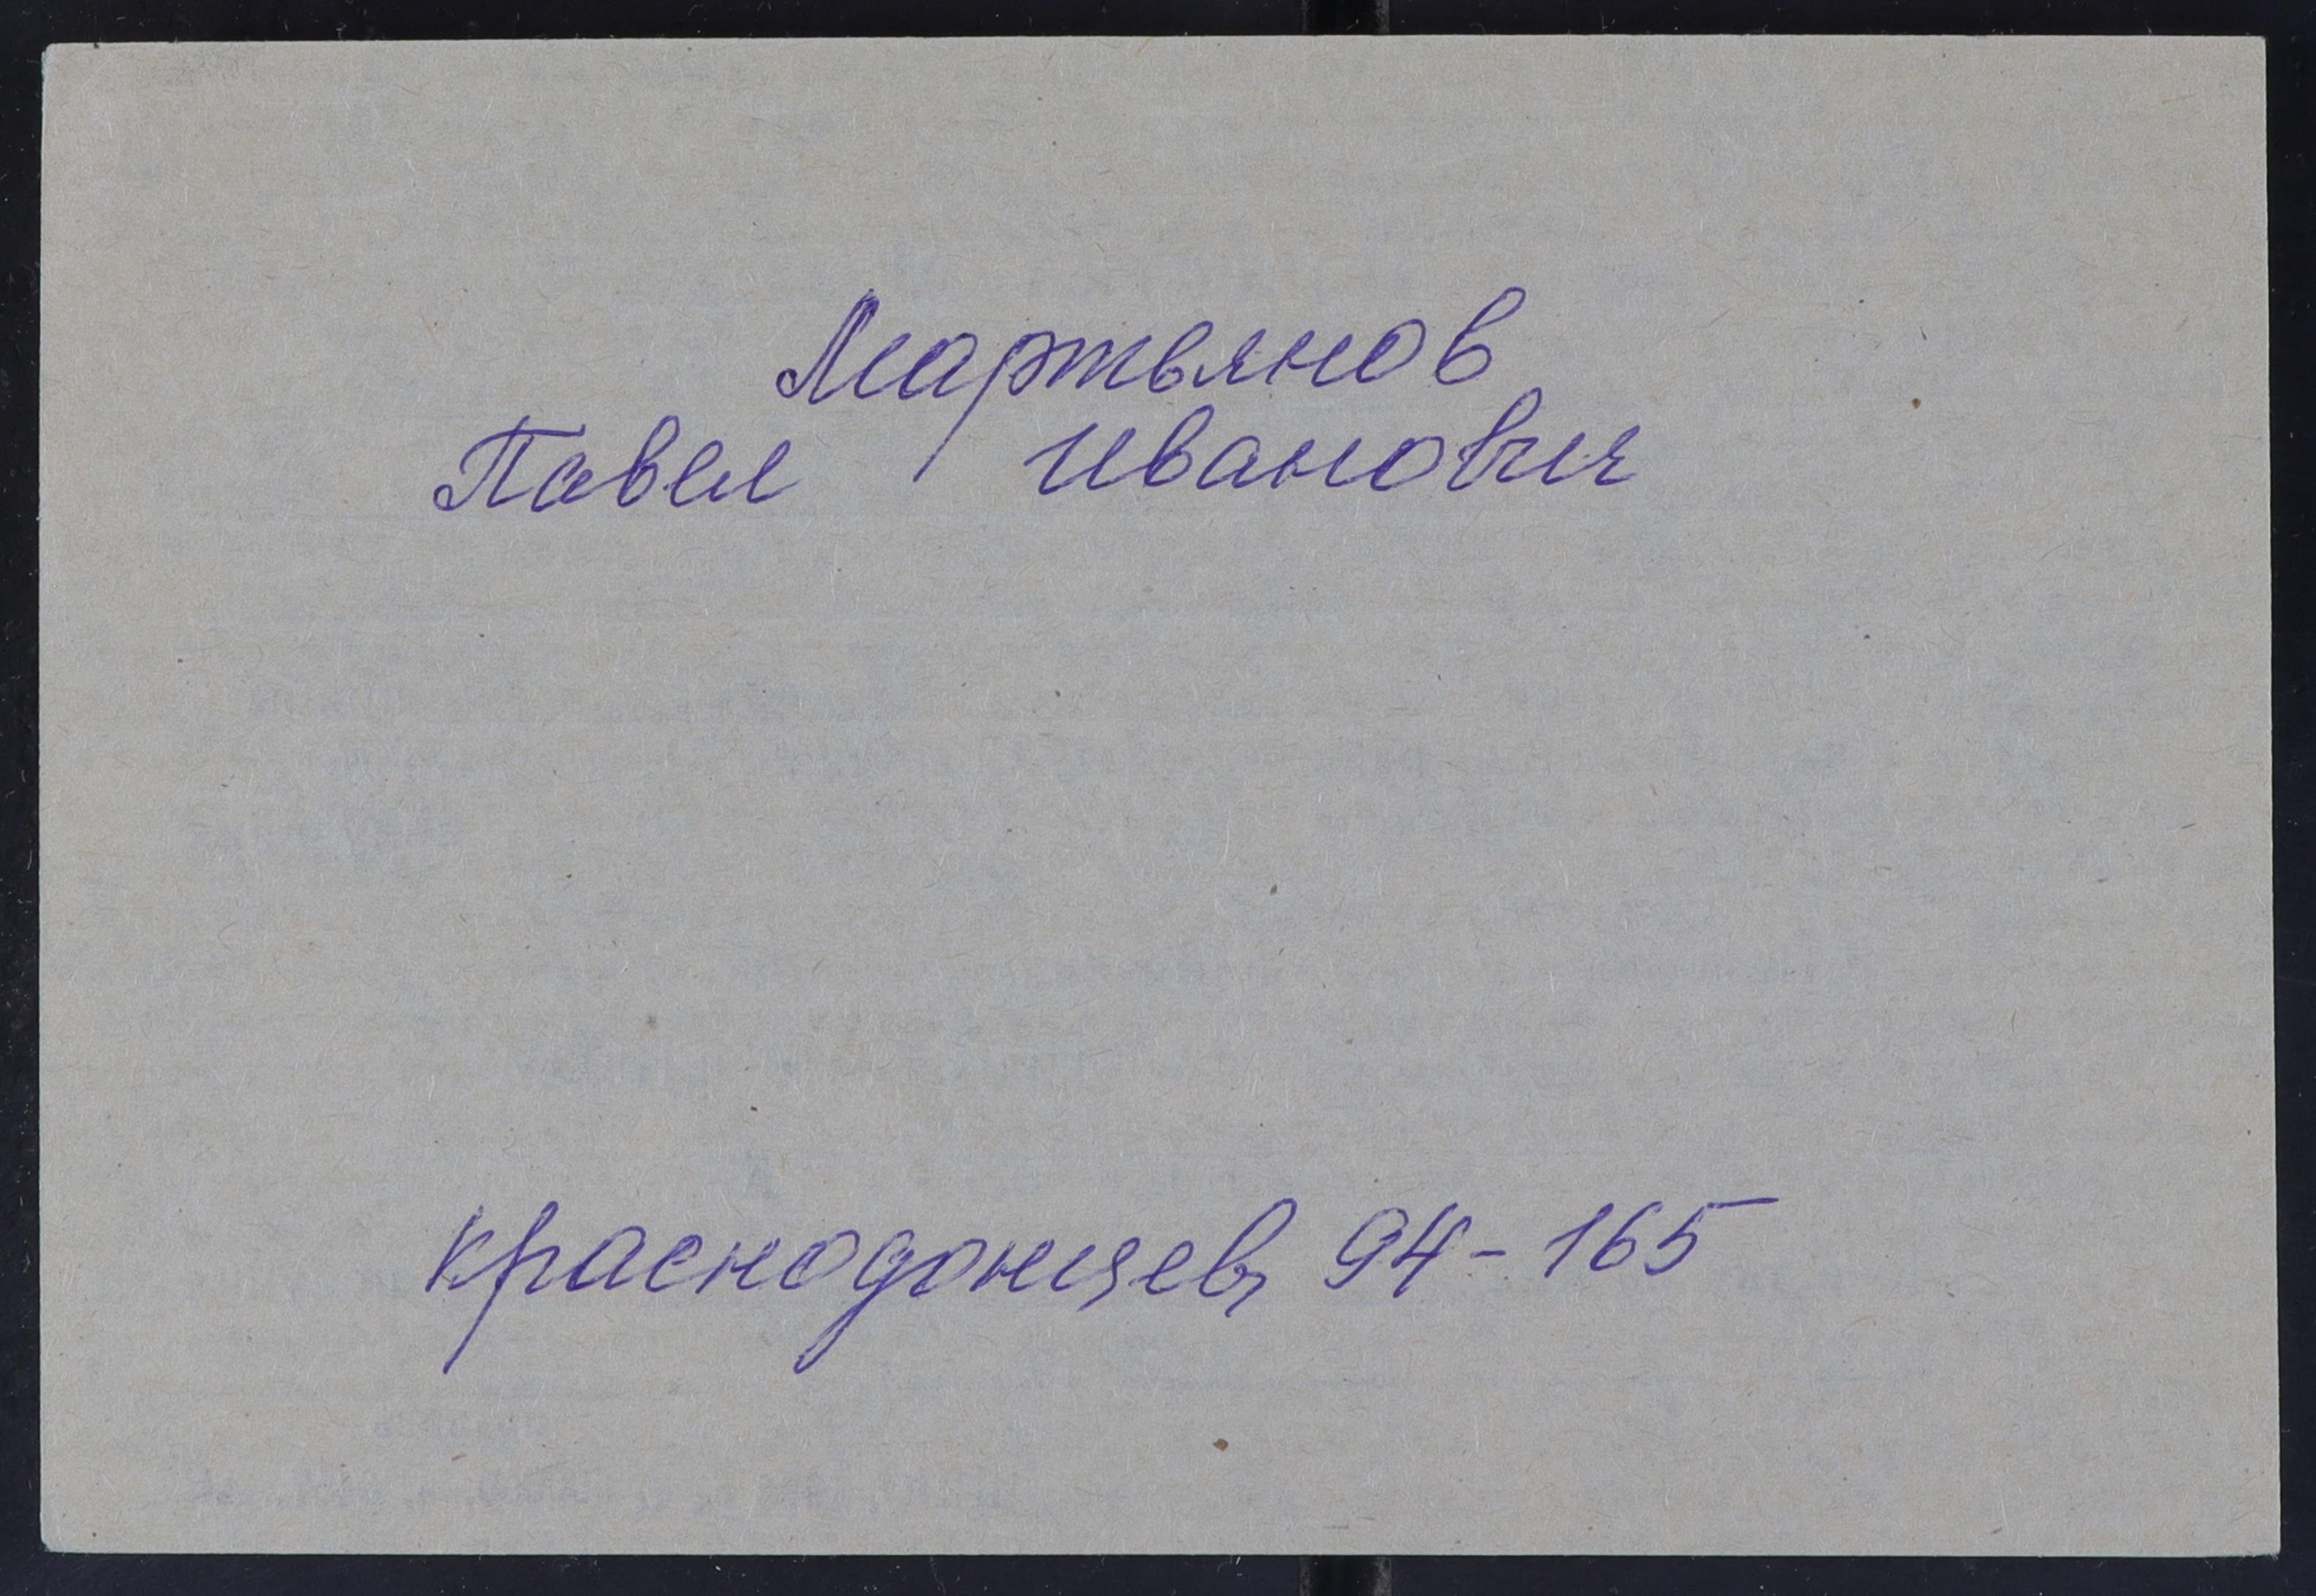 Мартьянов
Павел Иванович
Краснодонцев, 94-165